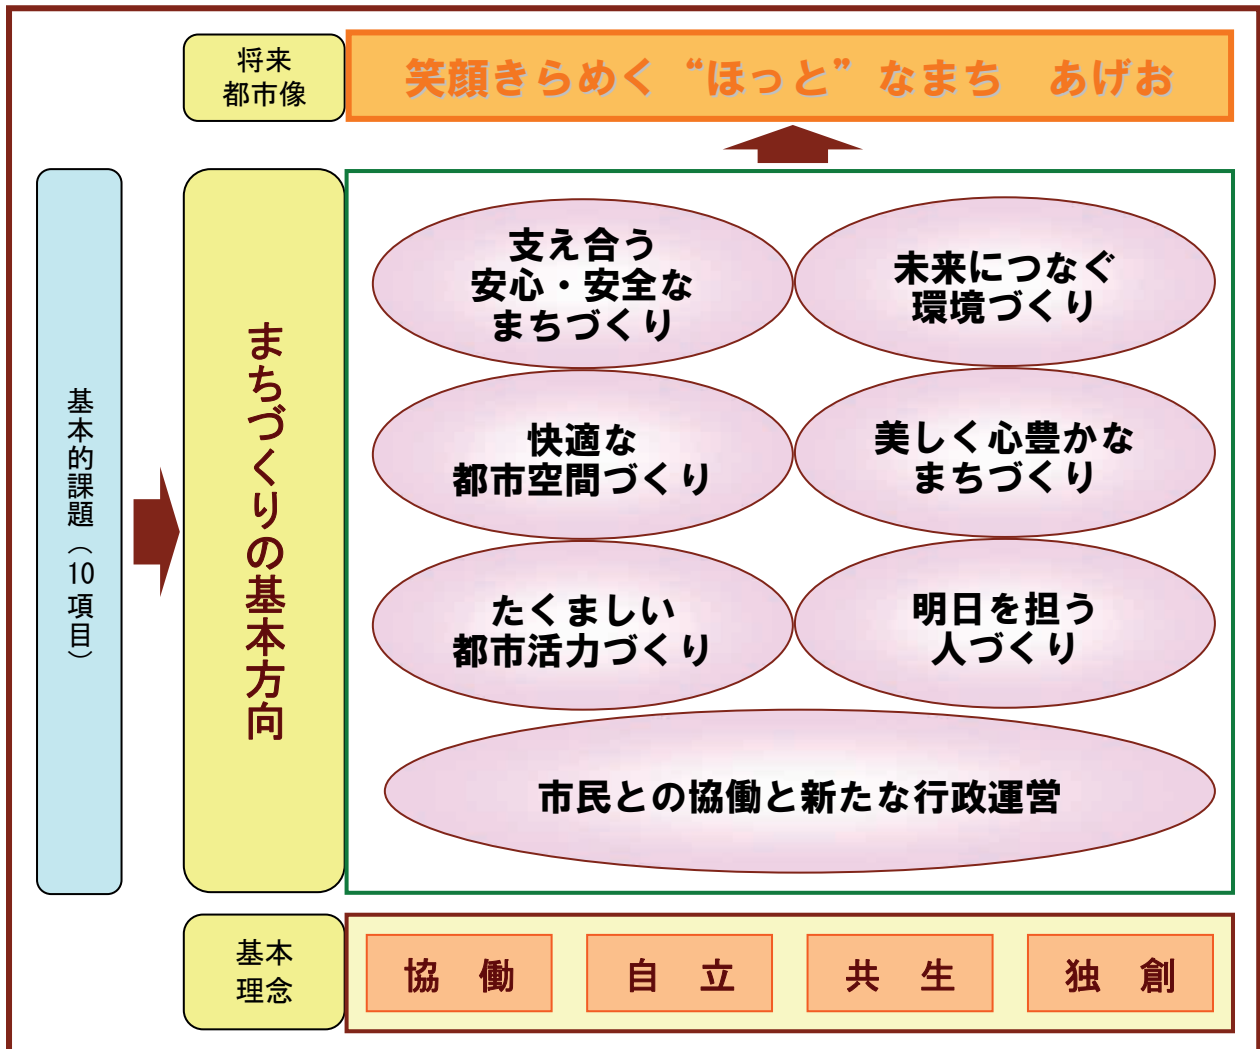 将来
都市像
笑顔きらめく“ほっと”なまち　あげお
基本的課題（10項目）
まちづくりの基本方向
支え合う
安心・安全な
まちづくり
未来につなぐ
環境づくり
快適な
都市空間づくり
美しく心豊かな
まちづくり
たくましい
都市活力づくり
明日を担う
人づくり
市民との協働と新たな行政運営
基本
理念
協　働
自　立
共　生
独　創